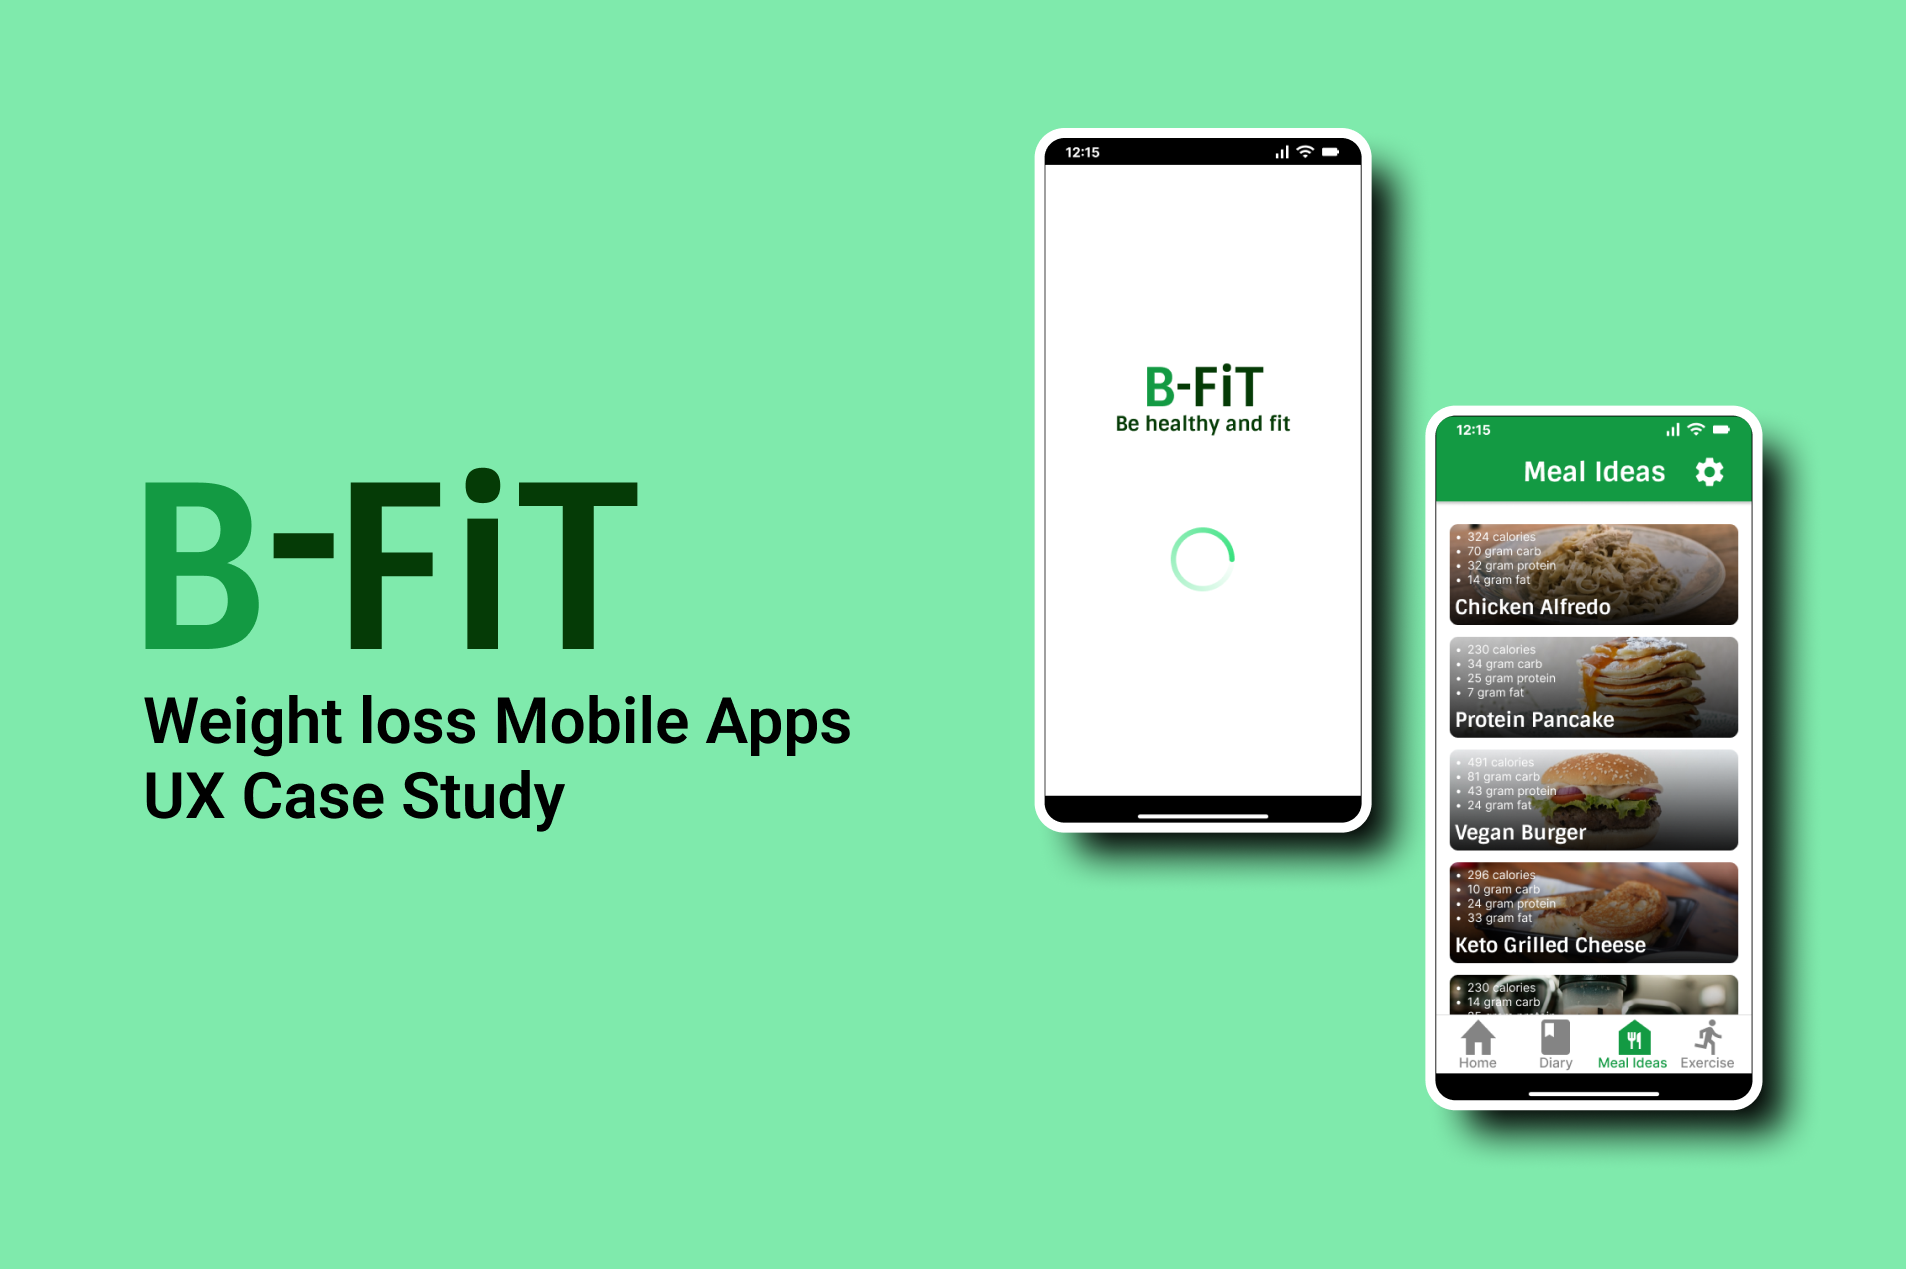 B-FiT
Weight loss Mobile Apps
UX Case Study
12:15
B-FiT
Be healthy and fit
12:15
Meal Ideas
• 324 calories
• 70 gram carb
• 32 gram protein
• 14 gram fat
Chicken Alfredo
• 230 calories
• 34 gram carb
• 25 gram protein
• 7 gram fat
Protein Pancake
• 491 calories
• 81 gram carb
• 43 gram protein
• 24 gram fat
Vegan Burger
• 296 calories
• 10 gram carb
• 24 gram protein
• 33 gram fat
Keto Grilled Cheese
• 230 calories
• 14 gram carb
Home
Diary
Meal Ideas
Exercise